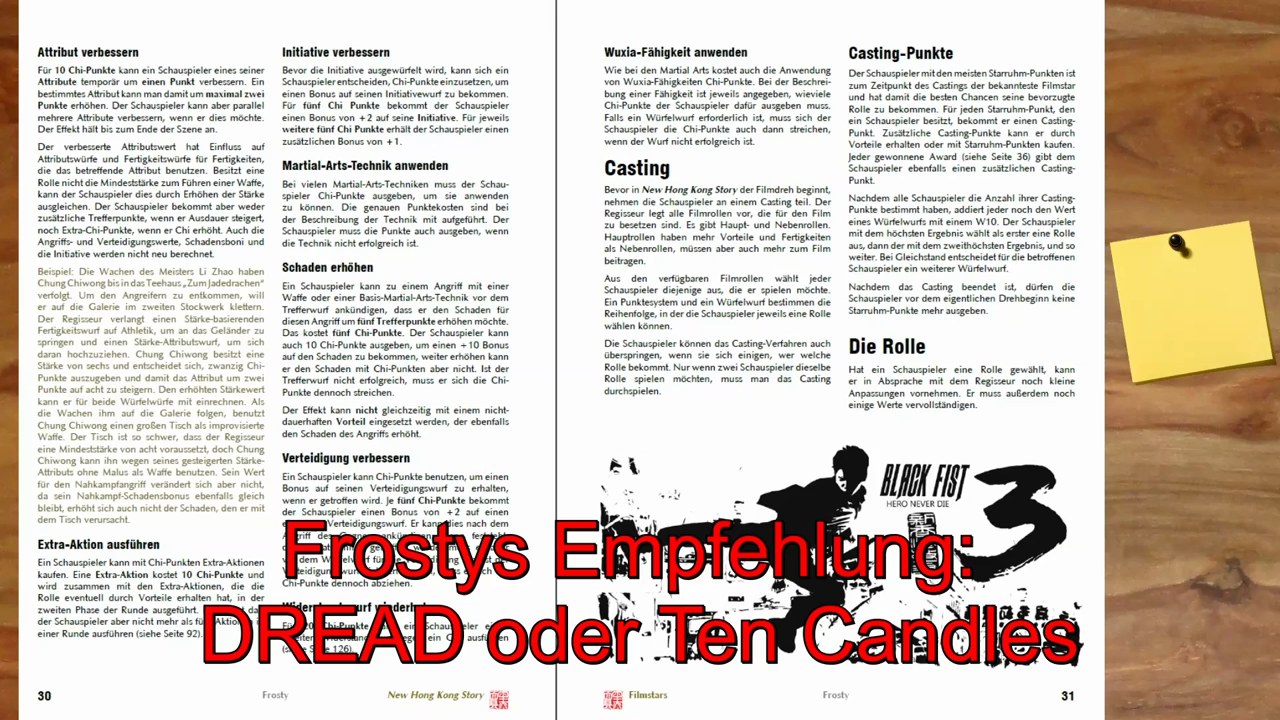 Attribut verbessern
Für 10 Chi-Punkte kann ein Schauspieler eines seiner
Attribute temporär um einen Punkt verbessern. Ein
bestimmtes Attribut kann man damit um maximal zwei
Punkte erhöhen. Der Schauspieler kann aber parallel
mehrere Attribute verbessern, wenn er dies möchte.
Der Effekt hält bis zum Ende der Szene an.
Der verbesserte Attributswert hat Einfluss auf
Attributswürfe und Fertigkeitswürfe für Fertigkeiten,
die das betreffende Attribut benutzen. Besitzt eine
Rolle nicht die Mindeststärke zum Führen einer Waffe,
kann der Schauspieler dies durch Erhöhen der Stärke
ausgleichen. Der Schauspieler bekommt aber weder
zusätzliche Trefferpunkte, wenn er Ausdauer steigert,
noch Extra-Chi-Punkte, wenn er Chi erhöht. Auch die
Angriffs- und Verteidigungswerte, Schadensboni und
die Initiative werden nicht neu berechnet.
Beispiel: Die Wachen des Meisters Li Zhao haben
Chung Chiwong bis in das Teehaus „Zum Jadedrachen“
verfolgt. Um den Angreifern zu entkommen, will
er auf die Galerie im zweiten Stockwerk klettern.
Der Regisseur verlangt einen Stärke-basierenden
Fertigkeitswurf auf Athletik, um an das Geländer zu
springen und einen Stärke-Attributswurf, um sich
daran hochzuziehen. Chung Chiwong besitzt eine
Stärke von sechs und entscheidet sich, zwanzig Chi-
Punkte auszugeben und damit das Attribut um zwei
Punkte auf acht zu steigern. Den erhöhten Stärkewert
kann er für beide Würfelwürfe mit einrechnen. Als
die Wachen ihm auf die Galerie folgen, benutzt
Chung Chiwong einen großen Tisch als improvisierte
Waffe. Der Tisch ist so schwer, dass der Regisseur
eine Mindeststärke von acht voraussetzt, doch Chung
Chiwong kann ihn wegen seines gesteigerten Stärke-
Attributs ohne Malus als Waffe benutzen. Sein Wert
für den Nahkampfangriff verändert sich aber nicht,
da sein Nahkampf-Schadensbonus ebenfalls gleich
bleibt, erhöht sich auch nicht der Schaden, den er mit
dem Tisch verursacht.
Extra-Aktion ausführen
Ein Schauspieler kann mit Chi-Punkten Extra-Aktionen
kaufen. Eine Extra-Aktion kostet 10 Chi-Punkte und
wird zusammen mit den Extra-Aktionen, die die
Rolle eventuell durch Vorteile erhalten hat, in der
zweiten Phase der Runde ausgeführt.
der Schauspieler aber nicht mehr als
einer Runde ausführen (siehe Seite 92).
Initiative verbessern
Bevor die Initiative ausgewürfelt wird, kann sich ein
Schauspieler entscheiden, Chi-Punkte einzusetzen, um
einen Bonus auf seinen Initiativewurf zu bekommen.
Für fünf Chi Punkte bekommt der Schauspieler
einen Bonus von +2 auf seine Initiative. Für jeweils
weitere fünf Chi Punkte erhält der Schauspieler einen
zusätzlichen Bonus von +1.
Martial-Arts-Technik anwenden
Bei vielen Martial-Arts-Techniken muss der Schau-
spieler Chi-Punkte ausgeben, um sie anwenden
zu können. Die genauen Punktekosten sind bei
der Beschreibung der Technik mit aufgeführt. Der
Schauspieler muss die Punkte auch ausgeben, wenn
die Technik nicht erfolgreich ist.
Schaden erhöhen
Ein Schauspieler kann zu einem Angriff mit einer
Waffe oder einer Basis-Martial-Arts-Technik vor dem
Trefferwurf ankündigen, dass er den Schaden für
diesen Angriff um fünf Trefferpunkte erhöhen möchte.
Das kostet fünf Chi-Punkte. Der Schauspieler kann
auch 10 Chi-Punkte ausgeben, um einen +10 Bonus
auf den Schaden zu bekommen, weiter erhöhen kann
er den Schaden mit Chi-Punkten aber nicht. Ist der
Trefferwurf nicht erfolgreich, muss er sich die Chi-
Punkte dennoch streichen.
Der Effekt kann nicht gleichzeitig mit einem nicht-
dauerhaften Vorteil eingesetzt werden, der ebenfalls
den Schaden des Angriffs erhöht.
Verteidigung verbessern
Ein Schauspieler kann Chi-Punkte benutzen, um einen
Bonus auf seinen Verteidigungswurf zu erhalten,
wenn er getroffen wird. Je fünf Chi-Punkte bekommt
der Schauspieler einen Bonus von +2 auf einen
Verteidigungswurf. Er kann dies nach dem
Chi-Punkte dennoch abziehen.
30
Frosty
New Hong Kong Story
Wuxia-Fähigkeit anwenden
Wie bei den Martial Arts kostet auch die Anwendung
von Wuxia-Fähigkeiten Chi-Punkte. Bei der Beschrei-
bung einer Fähigkeit ist jeweils angegeben, wieviele
Chi-Punkte der Schauspieler dafür ausgeben muss.
Falls ein Würfelwurf erforderlich ist, muss sich der
Schauspieler die Chi-Punkte auch dann streichen,
wenn der Wurf nicht erfolgreich ist.
Casting
Bevor in New Hong Kong Story der Filmdreh beginnt,
nehmen die Schauspieler an einem Casting teil. Der
Regisseur legt alle Filmrollen vor, die für den Film
zu besetzen sind. Es gibt Haupt- und Nebenrollen.
Hauptrollen haben mehr Vorteile und Fertigkeiten
als Nebenrollen, müssen aber auch mehr zum Film
beitragen.
Aus den verfügbaren Filmrollen wählt jeder
Schauspieler diejenige aus, die er spielen möchte.
Ein Punktesystem und ein Würfelwurf bestimmen die
Reihenfolge, in der die Schauspieler jeweils eine Rolle
wählen können.
Die Schauspieler können das Casting-Verfahren auch
überspringen, wenn sie sich einigen, wer welche
Rolle bekommt. Nur wenn zwei Schauspieler dieselbe
Rolle spielen möchten, muss man das Casting
durchspielen.
Casting-Punkte
Der Schauspieler mit den meisten Starruhm-Punkten ist
zum Zeitpunkt des Castings der bekannteste Filmstar
und hat damit die besten Chancen seine bevorzugte
Rolle zu bekommen. Für jeden Starruhm-Punkt, den
ein Schauspieler besitzt, bekommt er einen Casting-
Punkt. Zusätzliche Casting-Punkte kann er durch
Vorteile erhalten oder mit Starruhm-Punkten kaufen.
Jeder gewonnene Award (siehe Seite 36) gibt dem
Schauspieler ebenfalls einen zusätzlichen Casting-
Punkt.
Nachdem alle Schauspieler die Anzahl ihrer Casting-
Punkte bestimmt haben, addiert jeder noch den Wert
eines Würfelwurfs mit einem W10. Der Schauspieler
mit dem höchsten Ergebnis wählt als erster eine Rolle
aus, dann der mit dem zweithöchsten Ergebnis, und so
weiter. Bei Gleichstand entscheidet für die betroffenen
Schauspieler ein weiterer Würfelwurf.
Nachdem das Casting beendet ist, dürfen die
Schauspieler vor dem eigentlichen Drehbeginn keine
Starruhm-Punkte mehr ausgeben.
Die Rolle
Hat ein Schauspieler eine Rolle gewählt, kann
er in Absprache mit dem Regisseur noch kleine
Anpassungen vornehmen. Er muss außerdem noch
einige Werte vervollständigen.
BLACK FIST
HERO NEVER DIE
3
Filmstars
Frosty
31
Frostys Empfehlung:
DREAD oder Ten Candles